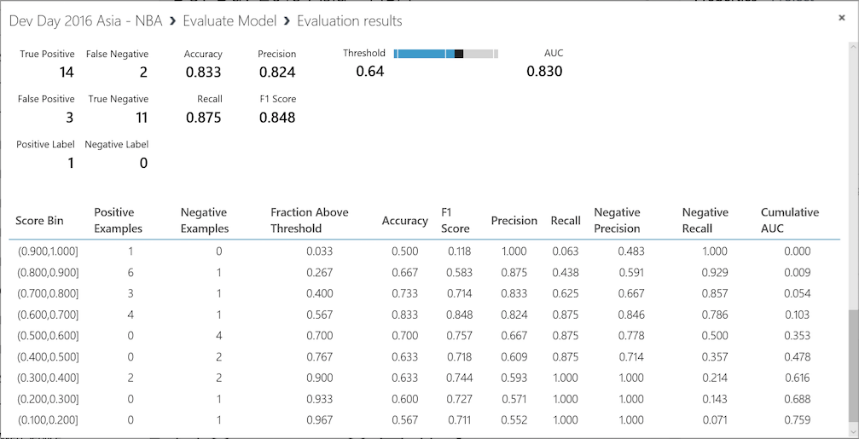 Dev Day 2016 Asia - NBA > Evaluate Model > Evaluation results
True Positive False Negative Accuracy Precision Threshold AUC
14 2 0.833 0.824 0.64 0.830
False Positive True Negative Recall F1 Score
3 11 0.875 0.848
Positive Label Negative Label
1 0
Score Bin Positive Examples Negative Examples Fraction Above Threshold Accuracy F1 Score Precision Recall Negative Precision Negative Recall Cumulative AUC
(0.900,1.000] 1 0 0.033 0.500 0.118 1.000 0.063 0.483 1.000 0.000
(0.800,0.900] 6 1 0.267 0.667 0.583 0.875 0.438 0.591 0.929 0.009
(0.700,0.800] 3 1 0.400 0.733 0.714 0.833 0.625 0.667 0.857 0.054
(0.600,0.700] 4 1 0.567 0.833 0.848 0.824 0.875 0.846 0.786 0.103
(0.500,0.600] 0 4 0.700 0.700 0.757 0.667 0.875 0.778 0.500 0.353
(0.400,0.500] 0 2 0.767 0.633 0.718 0.609 0.875 0.714 0.357 0.478
(0.300,0.400] 2 2 0.900 0.633 0.744 0.593 1.000 1.000 0.214 0.616
(0.200,0.300] 0 1 0.933 0.600 0.727 0.571 1.000 1.000 0.143 0.688
(0.100,0.200] 0 1 0.967 0.567 0.711 0.552 1.000 1.000 0.071 0.759